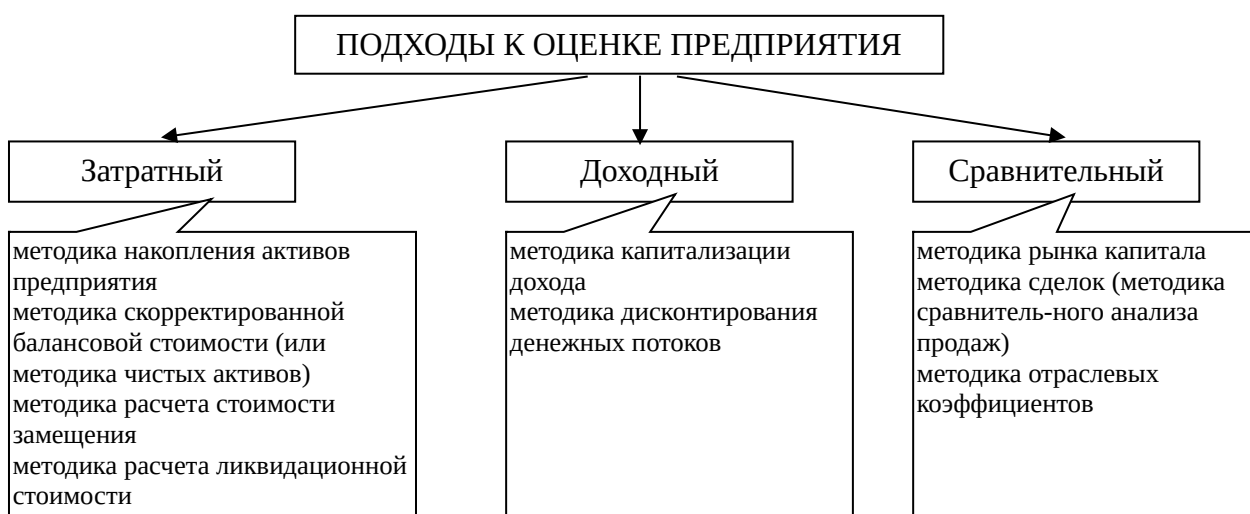 ПОДХОДЫ К ОЦЕНКЕ ПРЕДПРИЯТИЯ
Затратный
Доходный
Сравнительный
методика накопления активов
предприятия
методика скорректированной
балансовой стоимости (или
методика чистых активов)
методика расчета стоимости
замещения
методика расчета ликвидационной
стоимости
методика капитализации
дохода
методика дисконтирования
денежных потоков
методика рынка капитала
методика сделок (методика
сравнитель-ного анализа
продаж)
методика отраслевых
коэффициентов